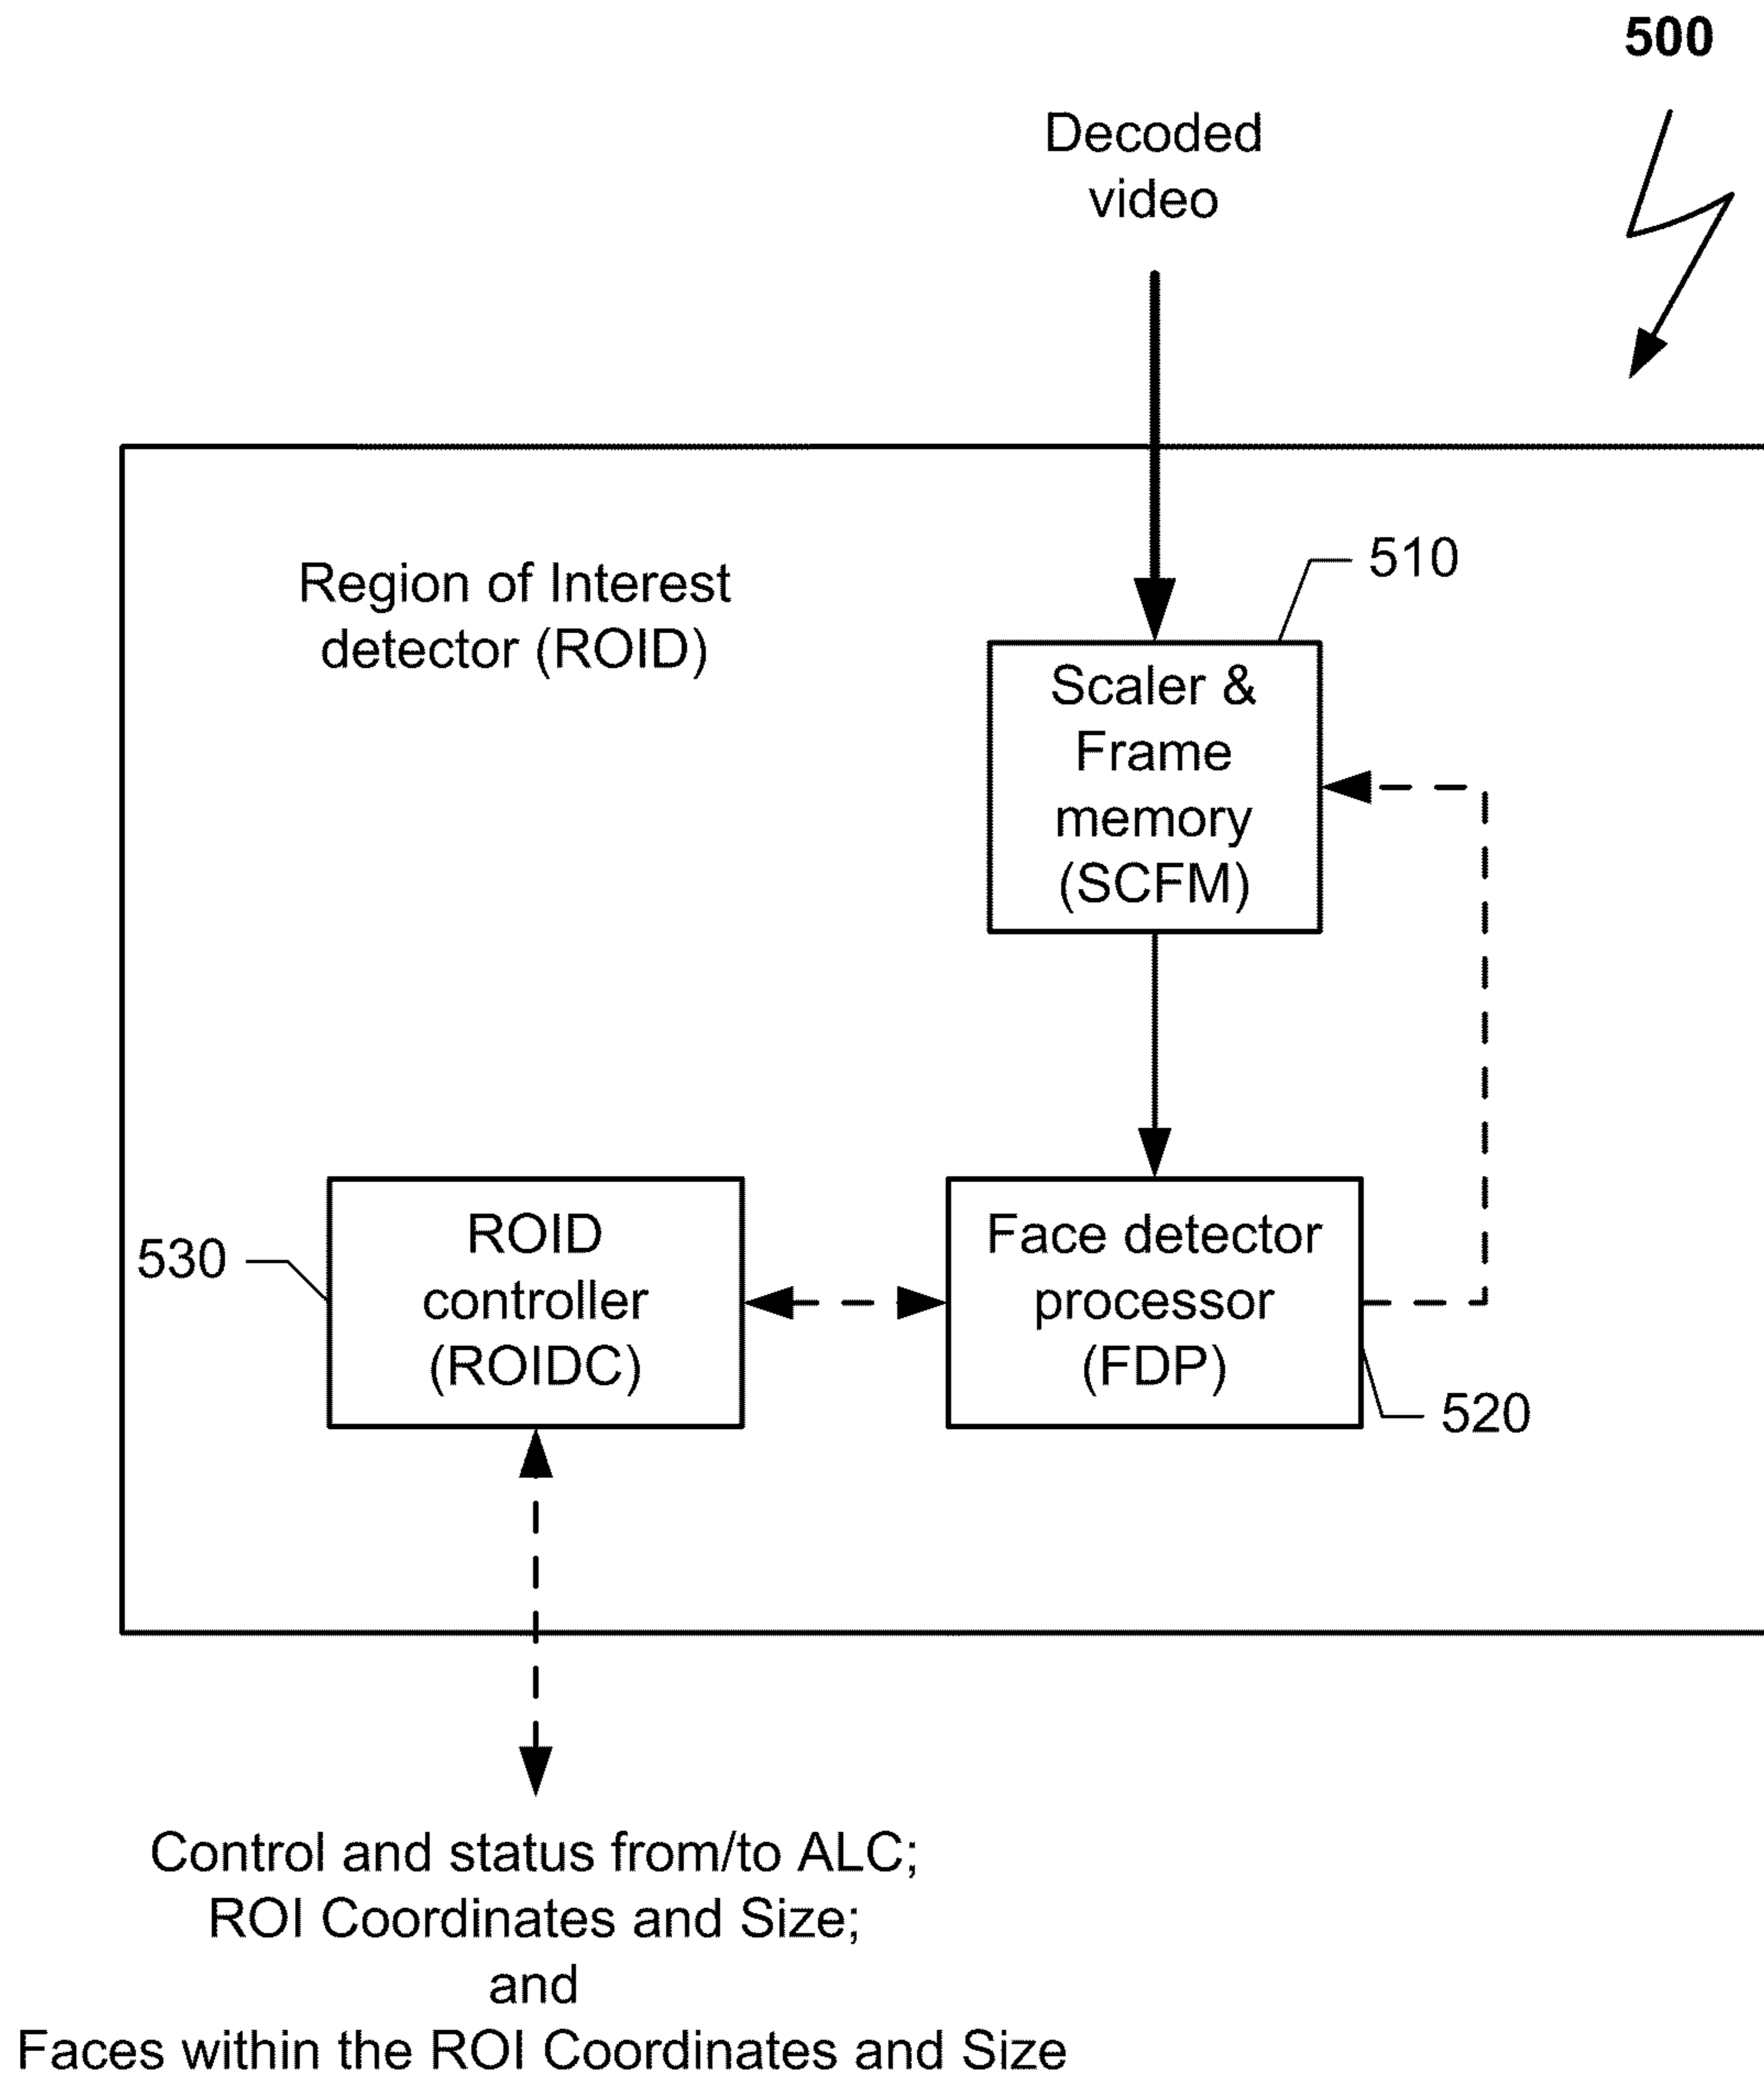 500
Decoded
video
510
Region of Interest
detector (ROID)
Scaler &
Frame
memory
(SCFM)
530
ROID
controller
(ROIDC)
Face detector
processor
(FDP)
520
Control and status from/to ALC;
ROI Coordinates and Size;
and
Faces within the ROI Coordinates and Size